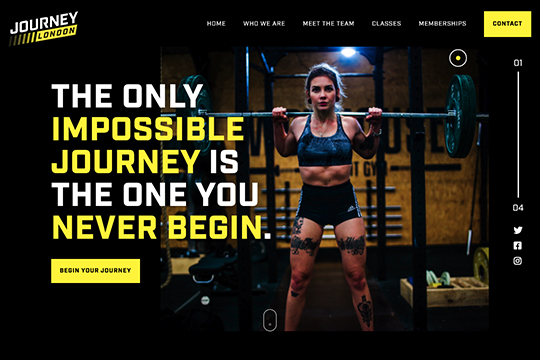 JOURNEY
LONDON
HOME WHO WE ARE MEET THE TEAM CLASSES MEMBERSHIPS CONTACT
01
THE ONLY
IMPOSSIBLE
JOURNEY IS
THE ONE YOU
NEVER BEGIN.
04
BEGIN YOUR JOURNEY